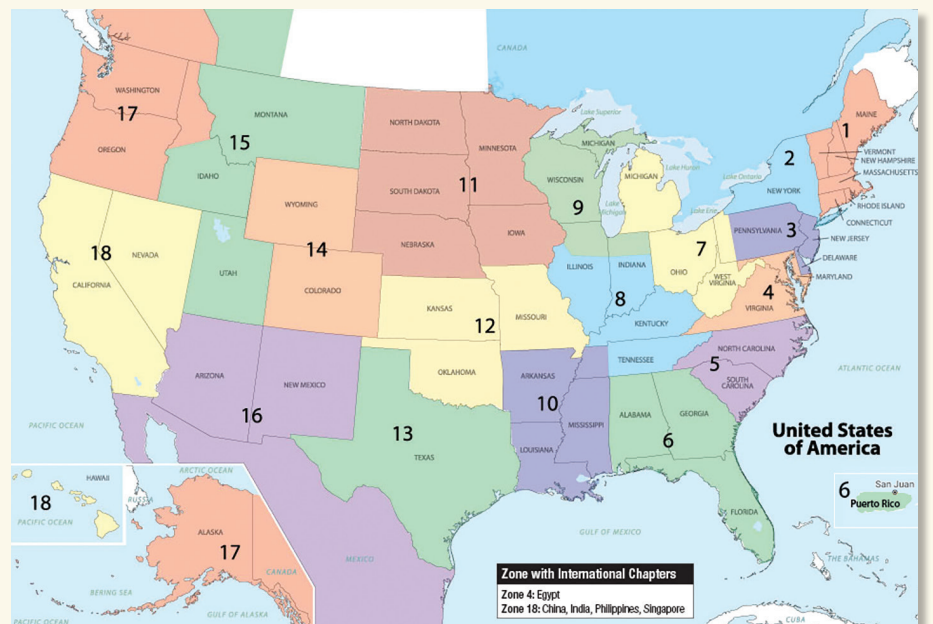 CANADA
WASHINGTON
17
OREGON
MONTANA
15
IDAHO
NORTH DAKOTA
MINNESOTA
SOUTH DAKOTA
11
WYOMING
14
NEBRASKA
IOWA
Lake Superior
MICHIGAN
WISCONSIN
9
Lake Michigan
MICHIGAN
Lake Huron
Lake Ontario
Lake Erie
2
NEW YORK
MAINE
1
VERMONT
NEW HAMPSHIRE
MASSACHUSETTS
RHODE ISLAND
CONNECTICUT
PENNSYLVANIA
3
NEW JERSEY
DELAWARE
MARYLAND
18
NEVADA
CALIFORNIA
UTAH
COLORADO
KANSAS
12
MISSOURI
ILLINOIS
INDIANA
8
KENTUCKY
7
OHIO
WEST
VIRGINIA
4
VIRGINIA
ARIZONA
NEW MEXICO
16
OKLAHOMA
TEXAS
13
ARKANSAS
10
LOUISIANA
MISSISSIPPI
TENNESSEE
NORTH CAROLINA
5
SOUTH
CAROLINA
ALABAMA
GEORGIA
6
FLORIDA
ATLANTIC OCEAN
PACIFIC OCEAN
United States
of America
HAWAII
18
PACIFIC OCEAN
ARCTIC OCEAN
RUSSIA
ALASKA
17
CANADA
BERING SEA
GULF OF ALASKA
PACIFIC OCEAN
MEXICO
GULF OF MEXICO
6
San Juan
Puerto Rico
THE BAHAMAS
CUBA
Zone with International Chapters
Zone 4: Egypt
Zone 18: China, India, Philippines, Singapore